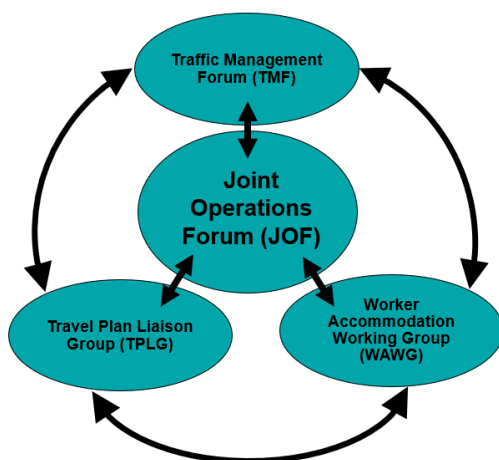 Traffic Management
Forum (TMF)
Joint
Operations
Forum (JOF)
Travel Plan Liaison
Group (TPLG)
Worker
Accommodation
Working Group
(WAWG)